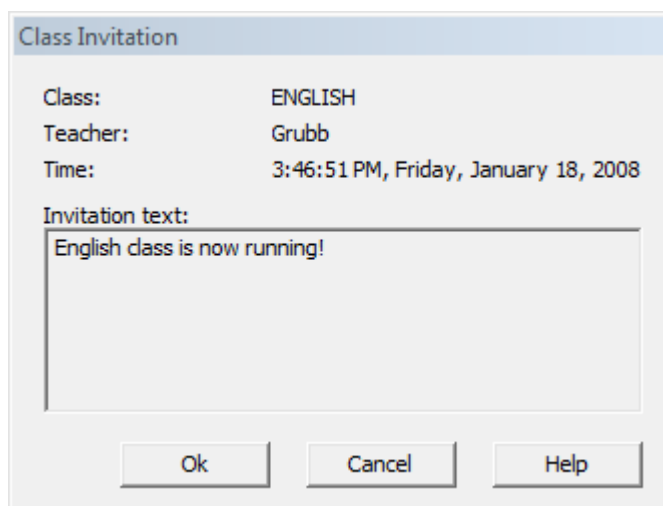 Class Invitation
Class: ENGLISH
Teacher: Grubb
Time: 3:46:51 PM, Friday, January 18, 2008
Invitation text:
English class is now running!
Ok Cancel Help